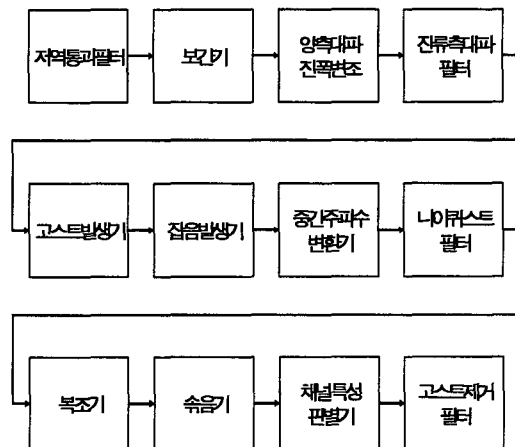 저역통과필터
보간기
양측대파
진폭변조
잔류측대파
필터
고스트발생기
잡음발생기
중간주파수
변환기
나이퀴스트
필터
복조기
솎음기
채널특성
판별기
고스트제거
필터